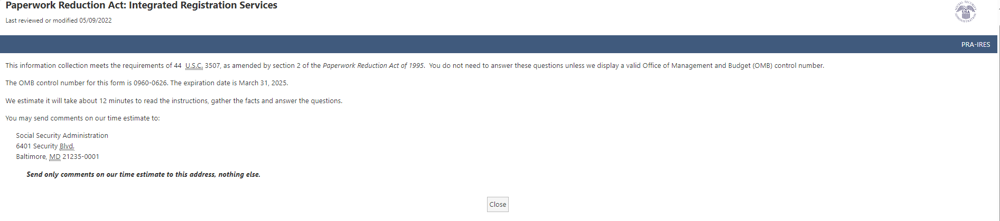 Paperwork Reduction Act: Integrated Registration Services
Last reviewed or modified 05/09/2022
SOCIAL SECURITY ADMINISTRATION
USA
PRA-IRES
This information collection meets the requirements of 44 U.S.C. 3507, as amended by section 2 of the Paperwork Reduction Act of 1995. You do not need to answer these questions unless we display a valid Office of Management and Budget (OMB) control number.
The OMB control number for this form is 0960-0626. The expiration date is March 31, 2025.
We estimate it will take about 12 minutes to read the instructions, gather the facts and answer the questions.
You may send comments on our time estimate to:
Social Security Administration
6401 Security Blvd.
Baltimore, MD 21235-0001
Send only comments on our time estimate to this address, nothing else.
Close